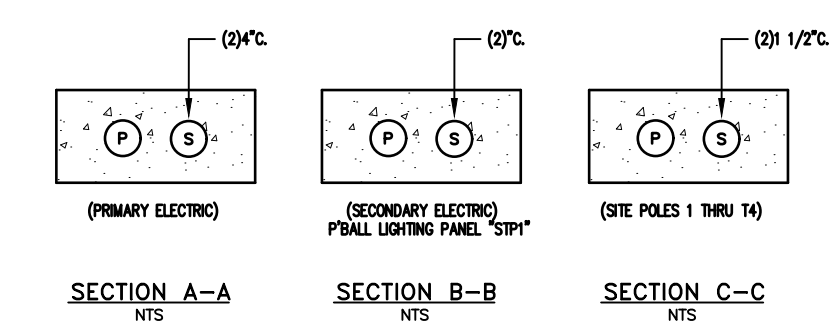 (2)4"C.
P S
(PRIMARY ELECTRIC)
SECTION A-A
NTS
(2)"C.
P S
(SECONDARY ELECTRIC)
P'BALL LIGHTING PANEL "STP1"
SECTION B-B
NTS
(2)1 1/2"C.
P S
(SITE POLES 1 THRU T4)
SECTION C-C
NTS